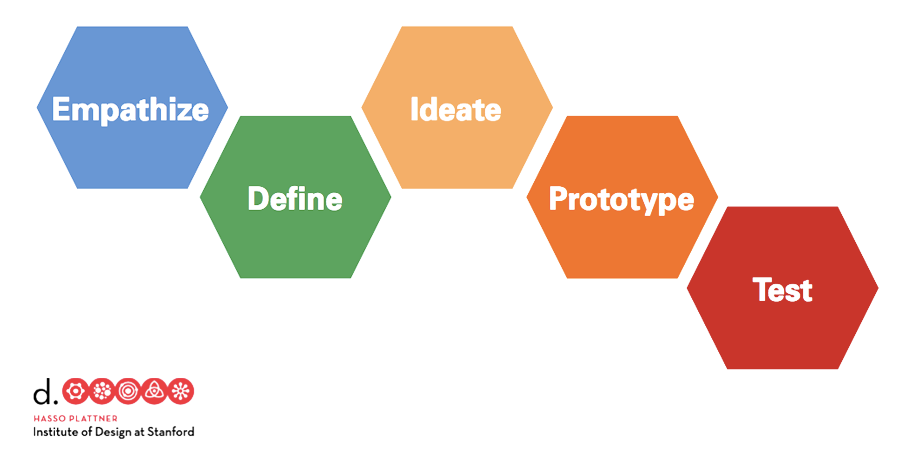 Empathize
Define
Ideate
Prototype
Test
d.
HASSO PLATTNER
Institute of Design at Stanford